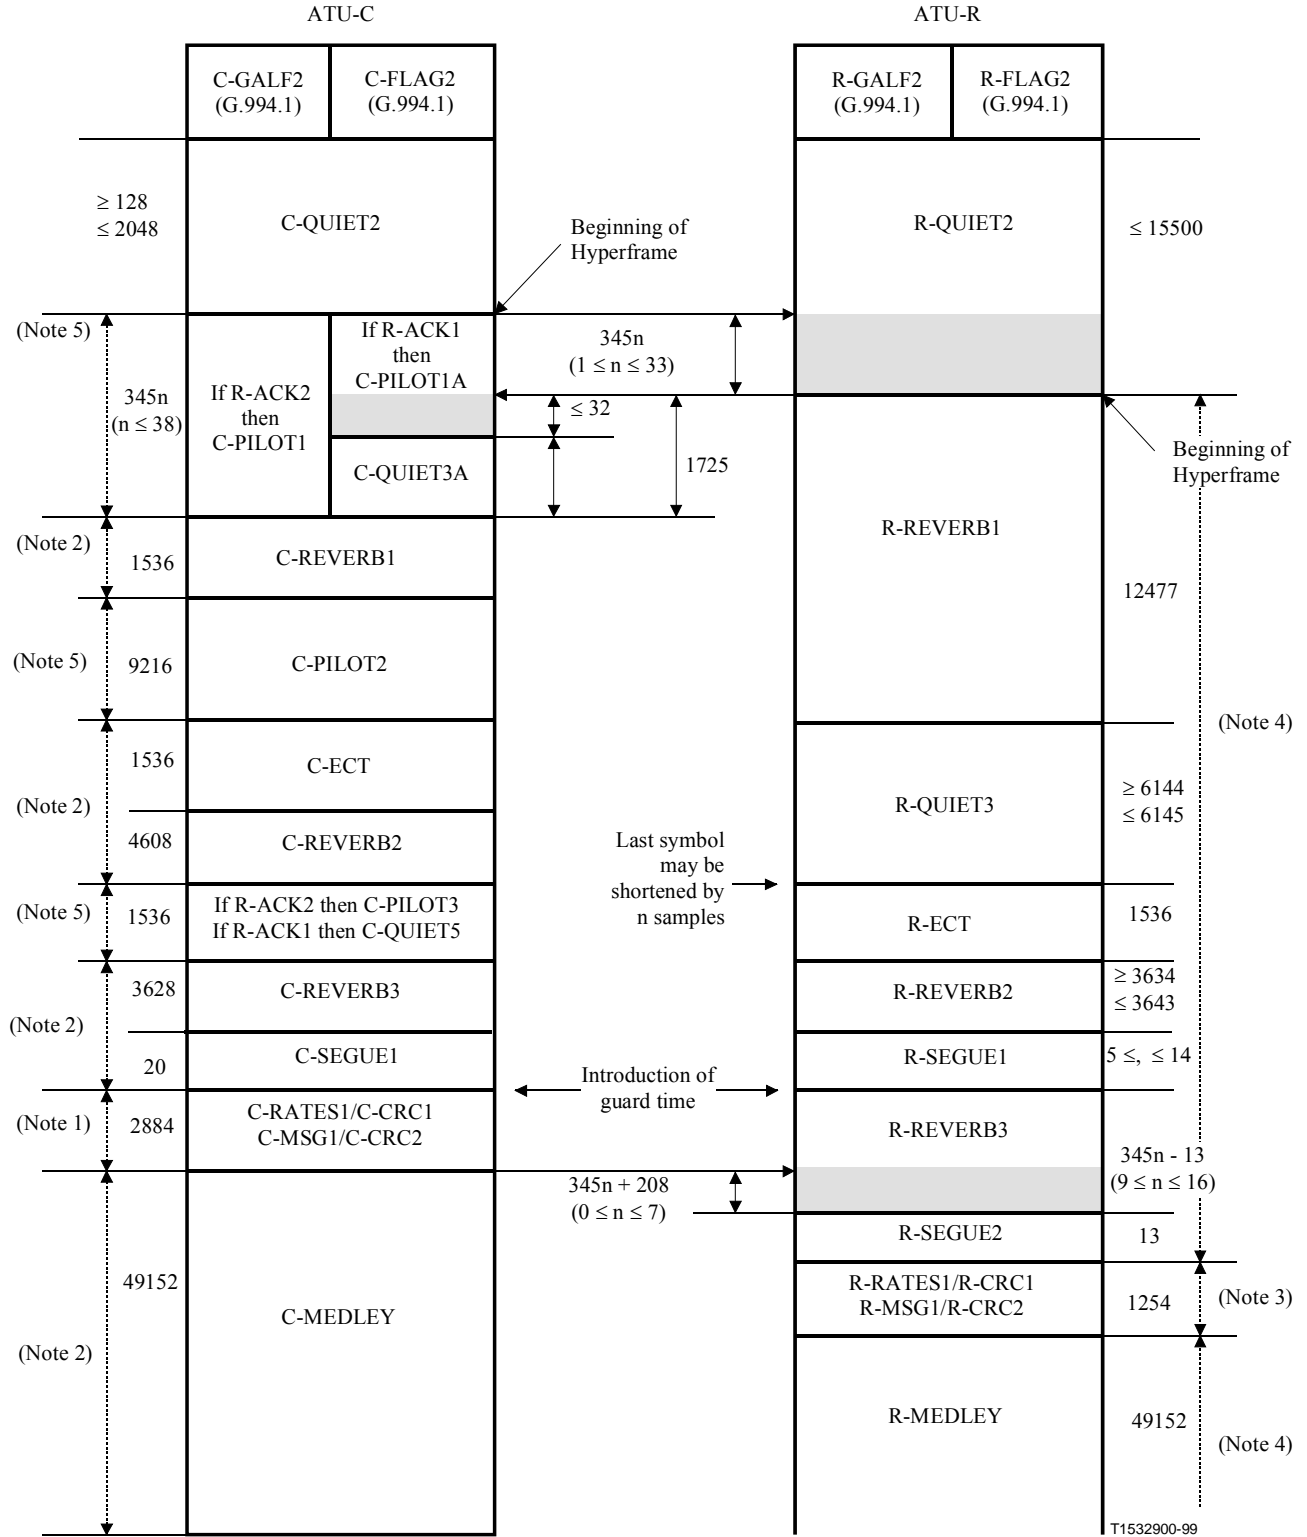 ATU-C
ATU-R
C-GALF2
(G.994.1)
C-FLAG2
(G.994.1)
R-GALF2
(G.994.1)
R-FLAG2
(G.994.1)
≥ 128
≤ 2048
C-QUIET2
Beginning of
Hyperframe
R-QUIET2
≤ 15500
(Note 5)
345n
(n ≤ 38)
If R-ACK2
then
C-PILOT1
If R-ACK1
then
C-PILOT1A
345n
(1 ≤ n ≤ 33)
≤ 32
C-QUIET3A
1725
Beginning of
Hyperframe
(Note 2)
1536
C-REVERB1
R-REVERB1
12477
(Note 5)
9216
C-PILOT2
(Note 4)
1536
C-ECT
(Note 2)
4608
C-REVERB2
R-QUIET3
≥ 6144
≤ 6145
Last symbol
may be
shortened by
n samples
(Note 5)
1536
If R-ACK2 then C-PILOT3
If R-ACK1 then C-QUIET5
R-ECT
1536
3628
C-REVERB3
R-REVERB2
≥ 3634
≤ 3643
(Note 2)
20
C-SEGUE1
R-SEGUE1
5 ≤, ≤ 14
Introduction of
guard time
(Note 1)
2884
C-RATES1/C-CRC1
C-MSG1/C-CRC2
R-REVERB3
345n - 13
(9 ≤ n ≤ 16)
345n + 208
(0 ≤ n ≤ 7)
R-SEGUE2
13
49152
C-MEDLEY
(Note 2)
R-RATES1/R-CRC1
R-MSG1/R-CRC2
1254
(Note 3)
R-MEDLEY
49152
(Note 4)
T1532900-99